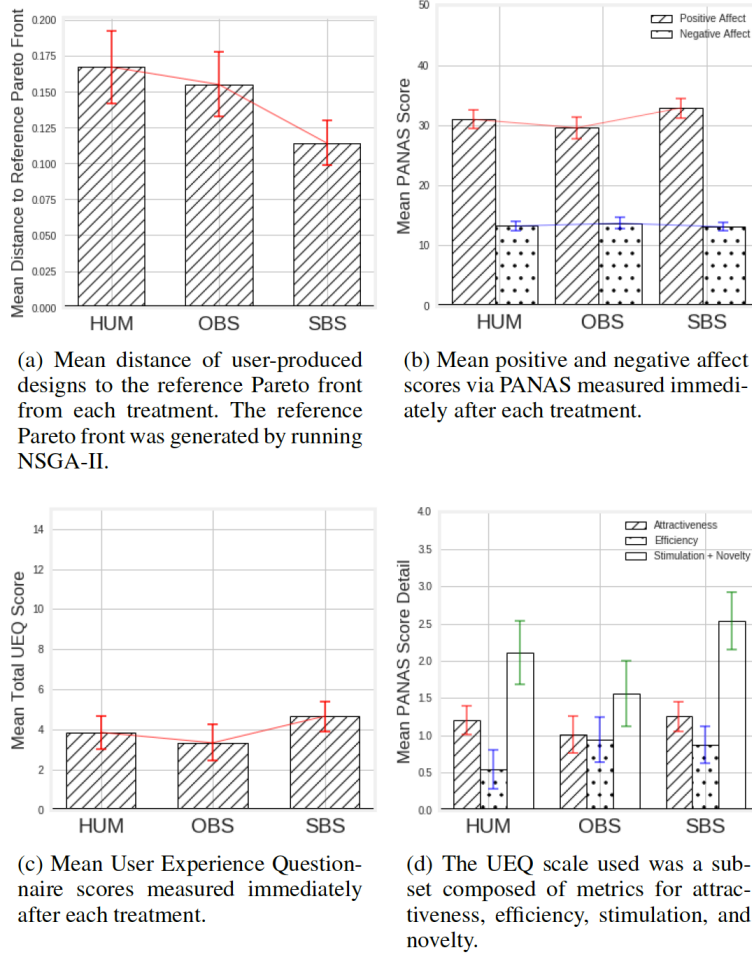 Mean Distance to Reference Pareto Front
0.200
0.175
0.150
0.125
0.100
0.075
0.050
0.025
0.000
HUM OBS SBS
(a) Mean distance of user-produced
designs to the reference Pareto front
from each treatment. The reference
Pareto front was generated by running
NSGA-II.
Mean PANAS Score
50
40
30
20
10
0
Positive Affect
Negative Affect
HUM OBS SBS
(b) Mean positive and negative affect
scores via PANAS measured immedi-
ately after each treatment.
Mean Total UEQ Score
14
12
10
8
6
4
2
0
HUM OBS SBS
(c) Mean User Experience Question-
naire scores measured immediately
after each treatment.
Mean PANAS Score Detail
4.0
3.5
3.0
2.5
2.0
1.5
1.0
0.5
0.0
Attractiveness
Efficiency
Stimulation + Novelty
HUM OBS SBS
(d) The UEQ scale used was a sub-
set composed of metrics for attrac-
tiveness, efficiency, stimulation, and
novelty.